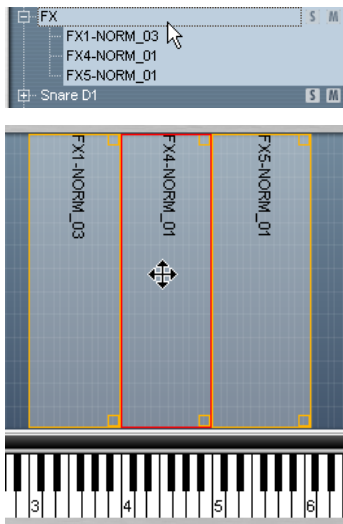 FX S M
FX1-NORM_03
FX4-NORM_01
FX5-NORM_01
Snare D1 S M
FX1-NORM_03
FX4-NORM_01
FX5-NORM_01
3 4 5 6